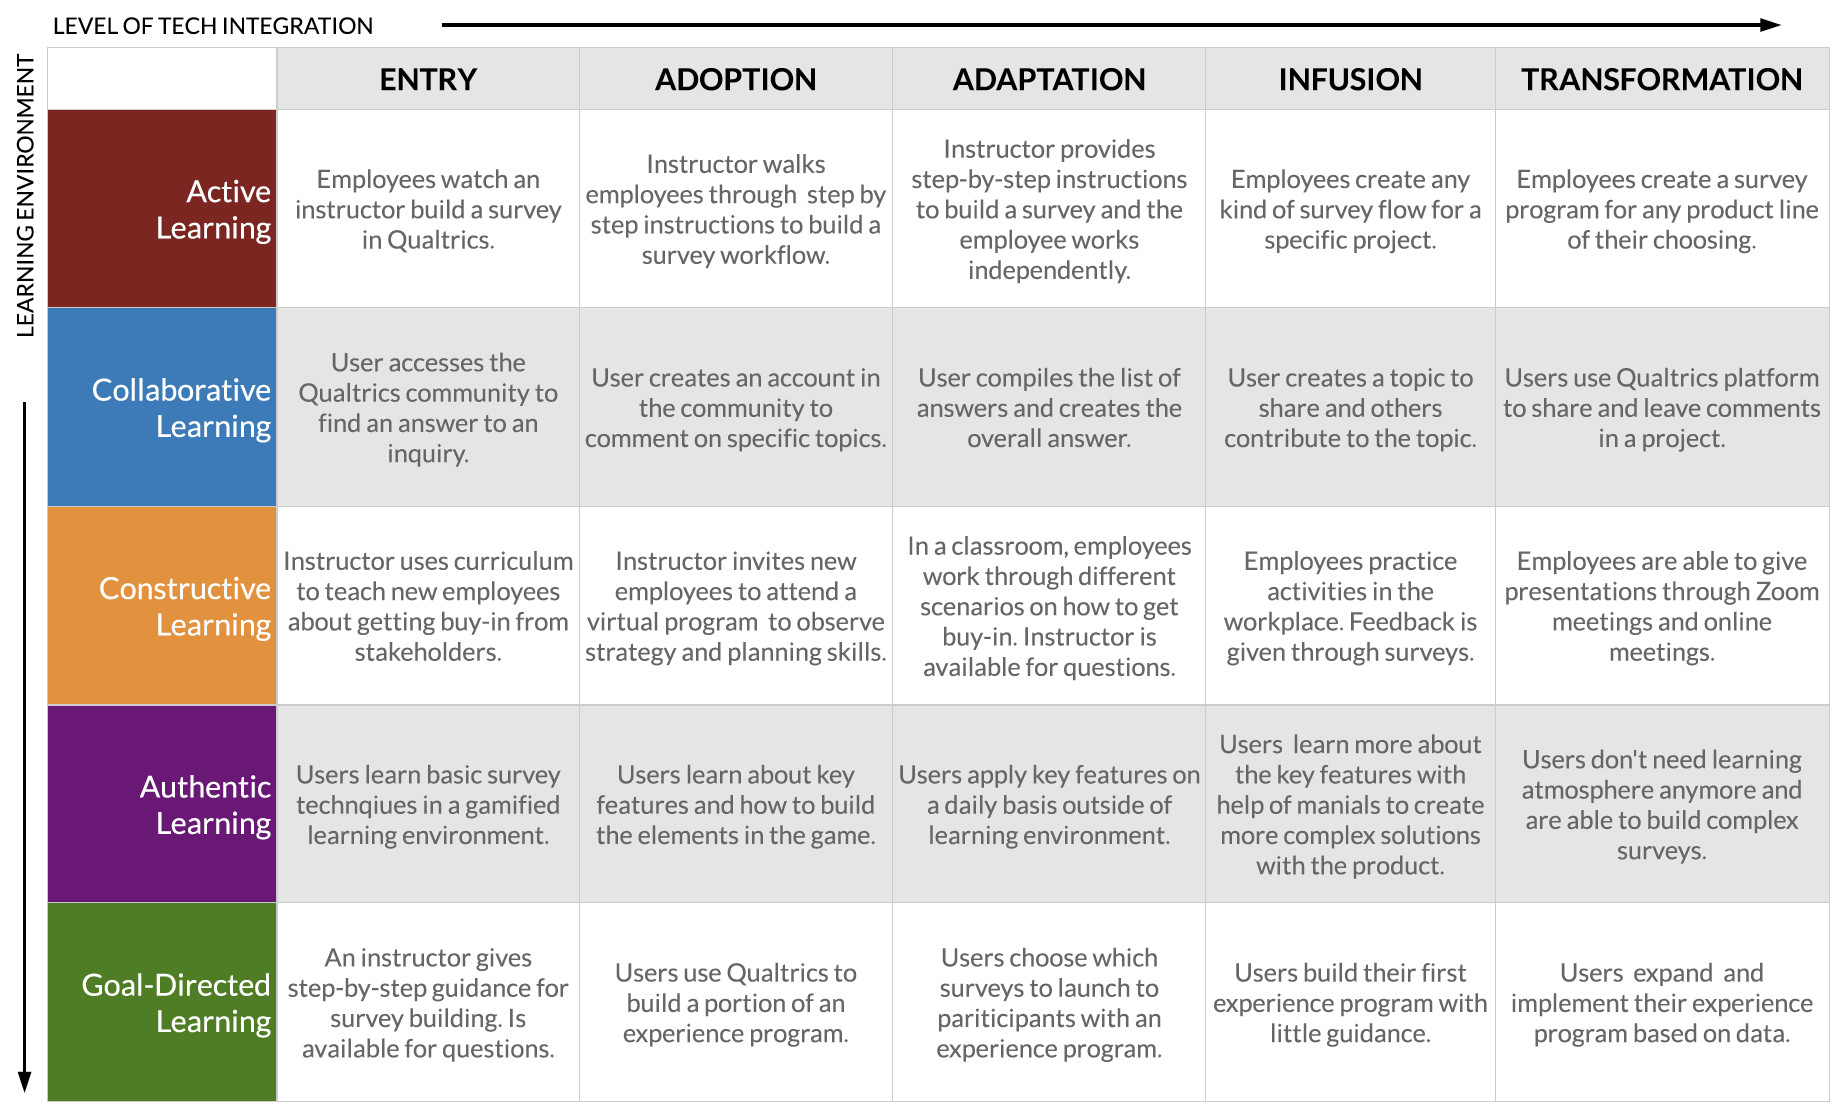 LEVEL OF TECH INTEGRATION
LEARNING ENVIRONMENT
ENTRY
ADOPTION
ADAPTATION
INFUSION
TRANSFORMATION
Active
Learning
Employees watch an
instructor build a survey
in Qualtrics.
Instructor walks
employees through  step by
step instructions to build a
survey workflow.
Instructor provides
step-by-step instructions
to build a survey and the
employee works
independently.
Employees create any
kind of survey flow for a
specific project.
Employees create a survey
program for any product line
of their choosing.
Collaborative
Learning
User accesses the
Qualtrics community to
find an answer to an
inquiry.
User creates an account in
the community to
comment on specific topics.
User compiles the list of
answers and creates the
overall answer.
User creates a topic to
share and others
contribute to the topic.
Users use Qualtrics platform
to share and leave comments
in a project.
Constructive
Learning
Instructor uses curriculum
to teach new employees
about getting buy-in from
stakeholders.
Instructor invites new
employees to attend a
virtual program  to observe
strategy and planning skills.
In a classroom, employees
work through different
scenarios on how to get
buy-in. Instructor is
available for questions.
Employees practice
activities in the
workplace. Feedback is
given through surveys.
Employees are able to give
presentations through Zoom
meetings and online
meetings.
Authentic
Learning
Users learn basic survey
technqiues in a gamified
learning environment.
Users learn about key
features and how to build
the elements in the game.
Users apply key features on
a daily basis outside of
learning environment.
Users  learn more about
the key features with
help of manials to create
more complex solutions
with the product.
Users don't need learning
atmosphere anymore and
are able to build complex
surveys.
Goal-Directed
Learning
An instructor gives
step-by-step guidance for
survey building. Is
available for questions.
Users use Qualtrics to
build a portion of an
experience program.
Users choose which
surveys to launch to
pariticipants with an
experience program.
Users build their first
experience program with
little guidance.
Users  expand  and
implement their experience
program based on data.